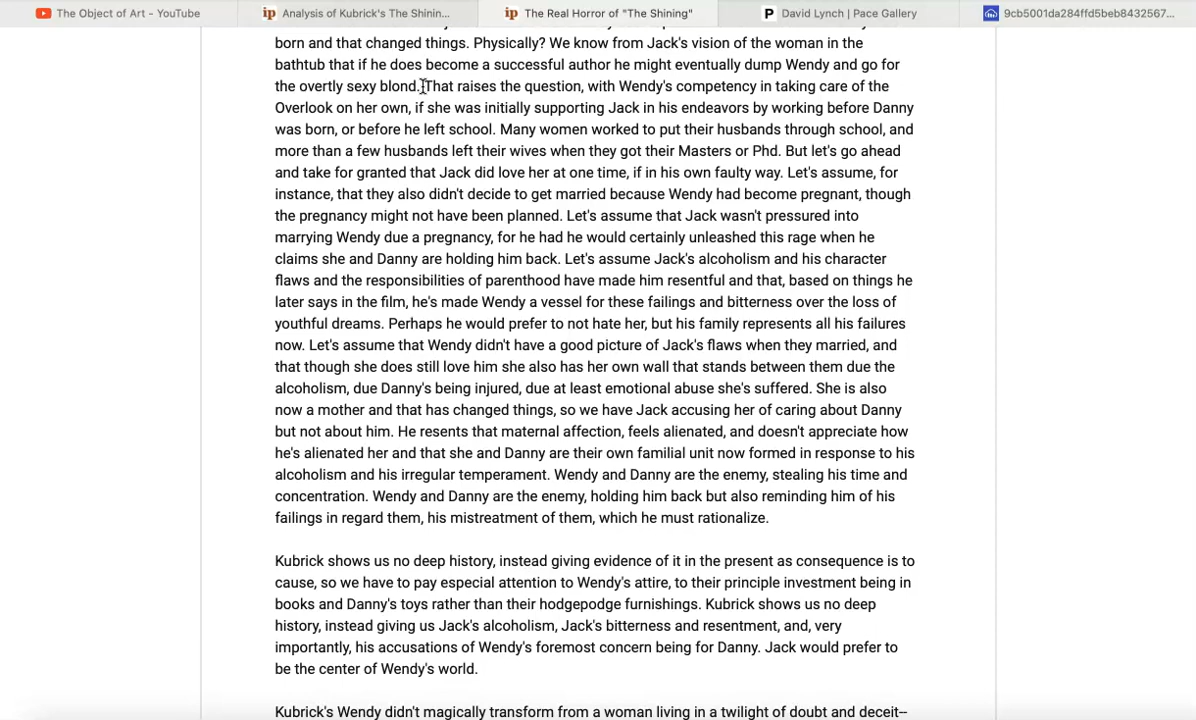 The Object of Art - YouTube
ip Analysis of Kubrick's The Shinin...
ip The Real Horror of "The Shining"
P David Lynch | Pace Gallery
9cb5001da284ffd5beb8432567...
born and that changed things. Physically? We know from Jack's vision of the woman in the
bathtub that if he does become a successful author he might eventually dump Wendy and go for
the overtly sexy blond. That raises the question, with Wendy's competency in taking care of the
Overlook on her own, if she was initially supporting Jack in his endeavors by working before Danny
was born, or before he left school. Many women worked to put their husbands through school, and
more than a few husbands left their wives when they got their Masters or Phd. But let's go ahead
and take for granted that Jack did love her at one time, if in his own faulty way. Let's assume, for
instance, that they also didn't decide to get married because Wendy had become pregnant, though
the pregnancy might not have been planned. Let's assume that Jack wasn't pressured into
marrying Wendy due a pregnancy, for he had he would certainly unleashed this rage when he
claims she and Danny are holding him back. Let's assume Jack's alcoholism and his character
flaws and the responsibilities of parenthood have made him resentful and that, based on things he
later says in the film, he's made Wendy a vessel for these failings and bitterness over the loss of
youthful dreams. Perhaps he would prefer to not hate her, but his family represents all his failures
now. Let's assume that Wendy didn't have a good picture of Jack's flaws when they married, and
that though she does still love him she also has her own wall that stands between them due the
alcoholism, due Danny's being injured, due at least emotional abuse she's suffered. She is also
now a mother and that has changed things, so we have Jack accusing her of caring about Danny
but not about him. He resents that maternal affection, feels alienated, and doesn't appreciate how
he's alienated her and that she and Danny are their own familial unit now formed in response to his
alcoholism and his irregular temperament. Wendy and Danny are the enemy, stealing his time and
concentration. Wendy and Danny are the enemy, holding him back but also reminding him of his
failings in regard them, his mistreatment of them, which he must rationalize.
Kubrick shows us no deep history, instead giving evidence of it in the present as consequence is to
cause, so we have to pay especial attention to Wendy's attire, to their principle investment being in
books and Danny's toys rather than their hodgepodge furnishings. Kubrick shows us no deep
history, instead giving us Jack's alcoholism, Jack's bitterness and resentment, and, very
importantly, his accusations of Wendy's foremost concern being for Danny. Jack would prefer to
be the center of Wendy's world.
Kubrick's Wendy didn't magically transform from a woman living in a twilight of doubt and deceit--